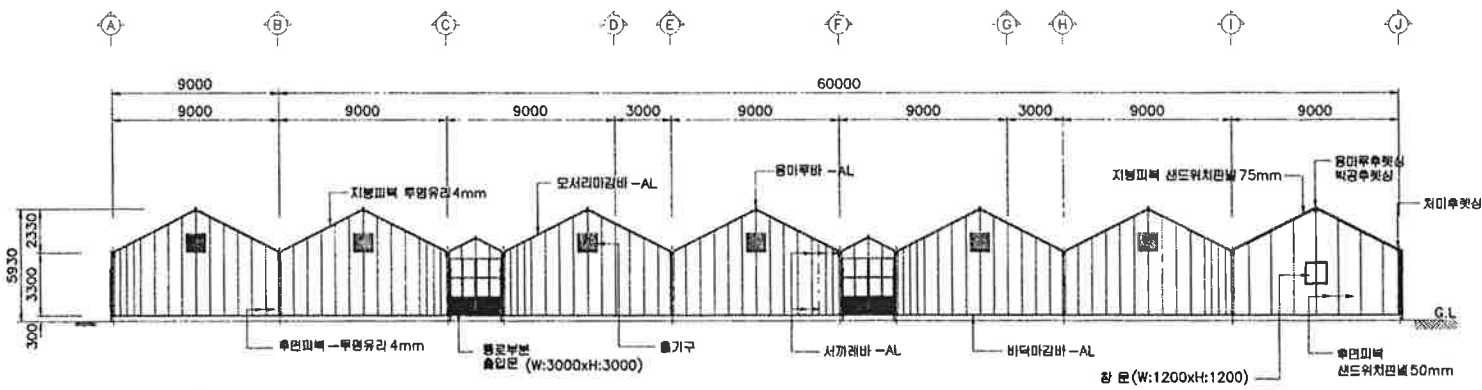 A B C D E F G H I J
9000 60000
9000 9000 9000 3000 9000 9000 3000 9000 9000
용마루바 -AL
용마루후렛싱
박공후렛싱
지붕피복 투명유리 4mm
모서리마감바 -AL
지붕피복 샌드위치판넬 75mm
처마후렛싱
5930
2330
3300
300
G.L
후면피복 -투명유리 4mm
통로부분
출입문 (W:3000xH:3000)
흡기구
서까래바 -AL
바닥마감바 -AL
창 문(W:1200xH:1200)
후면피복
샌드위치판넬 50mm